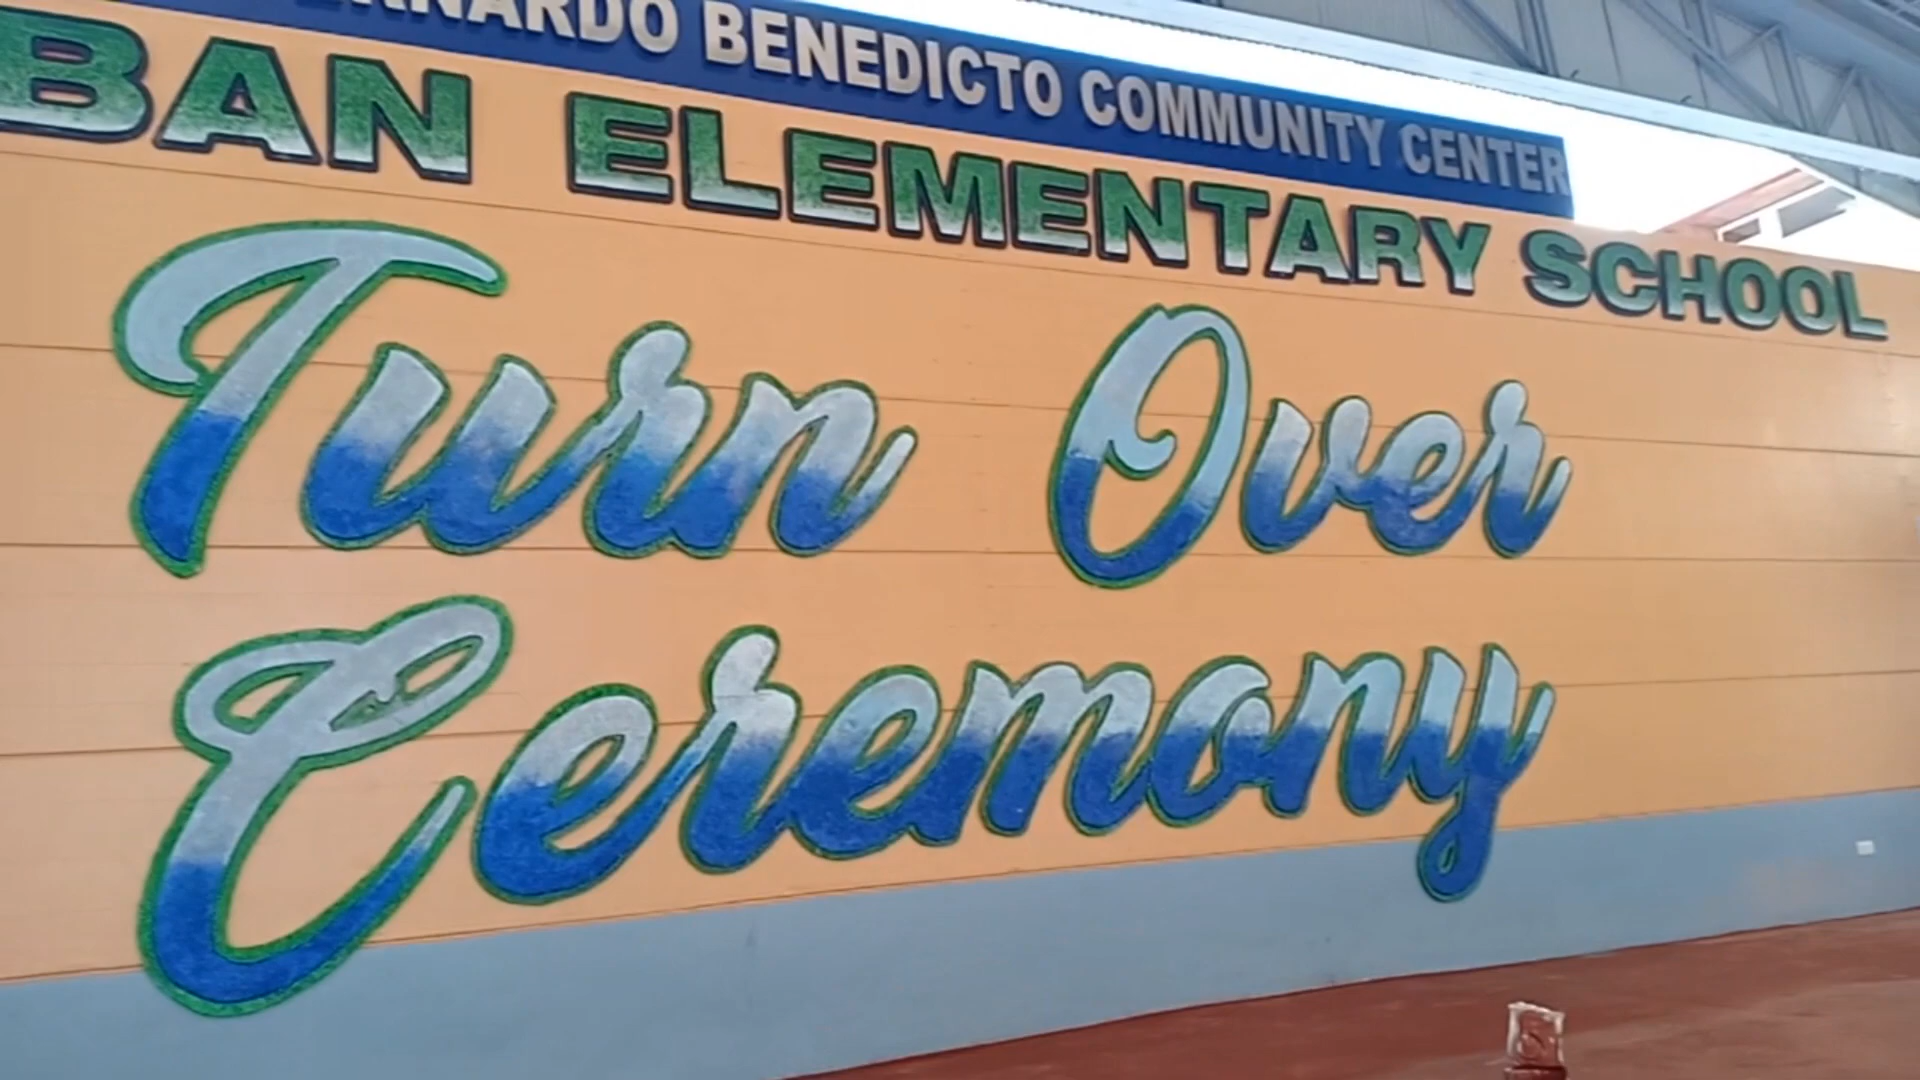 BENEDICTO COMMUNITY CENTER
ELEMENTARY SCHOOL
Turn Over
Ceremony